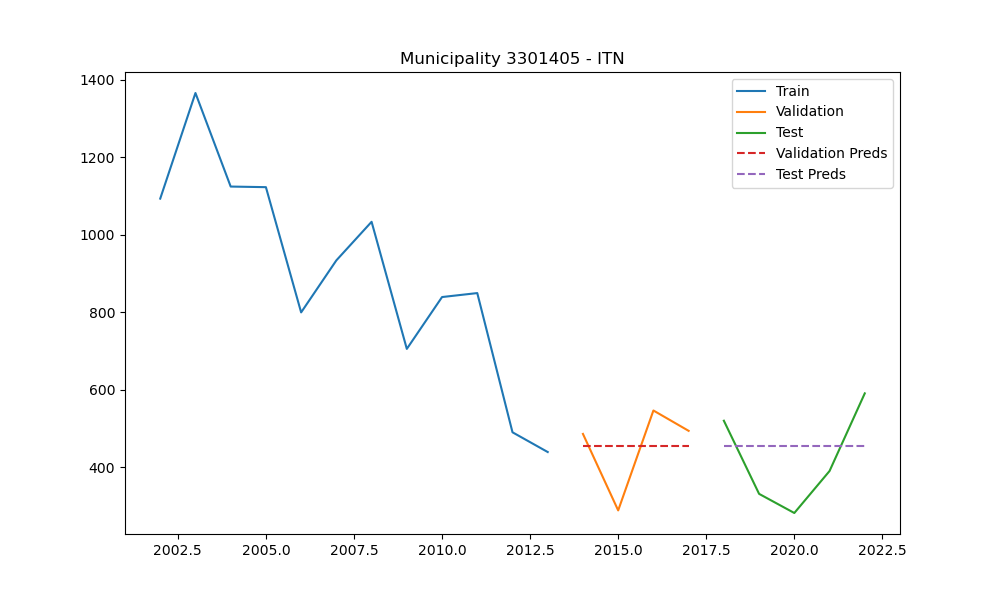 Municipality 3301405 - ITN
1400
1200
1000
800
600
400
Train
Validation
Test
Validation Preds
Test Preds
2002.5 2005.0 2007.5 2010.0 2012.5 2015.0 2017.5 2020.0 2022.5